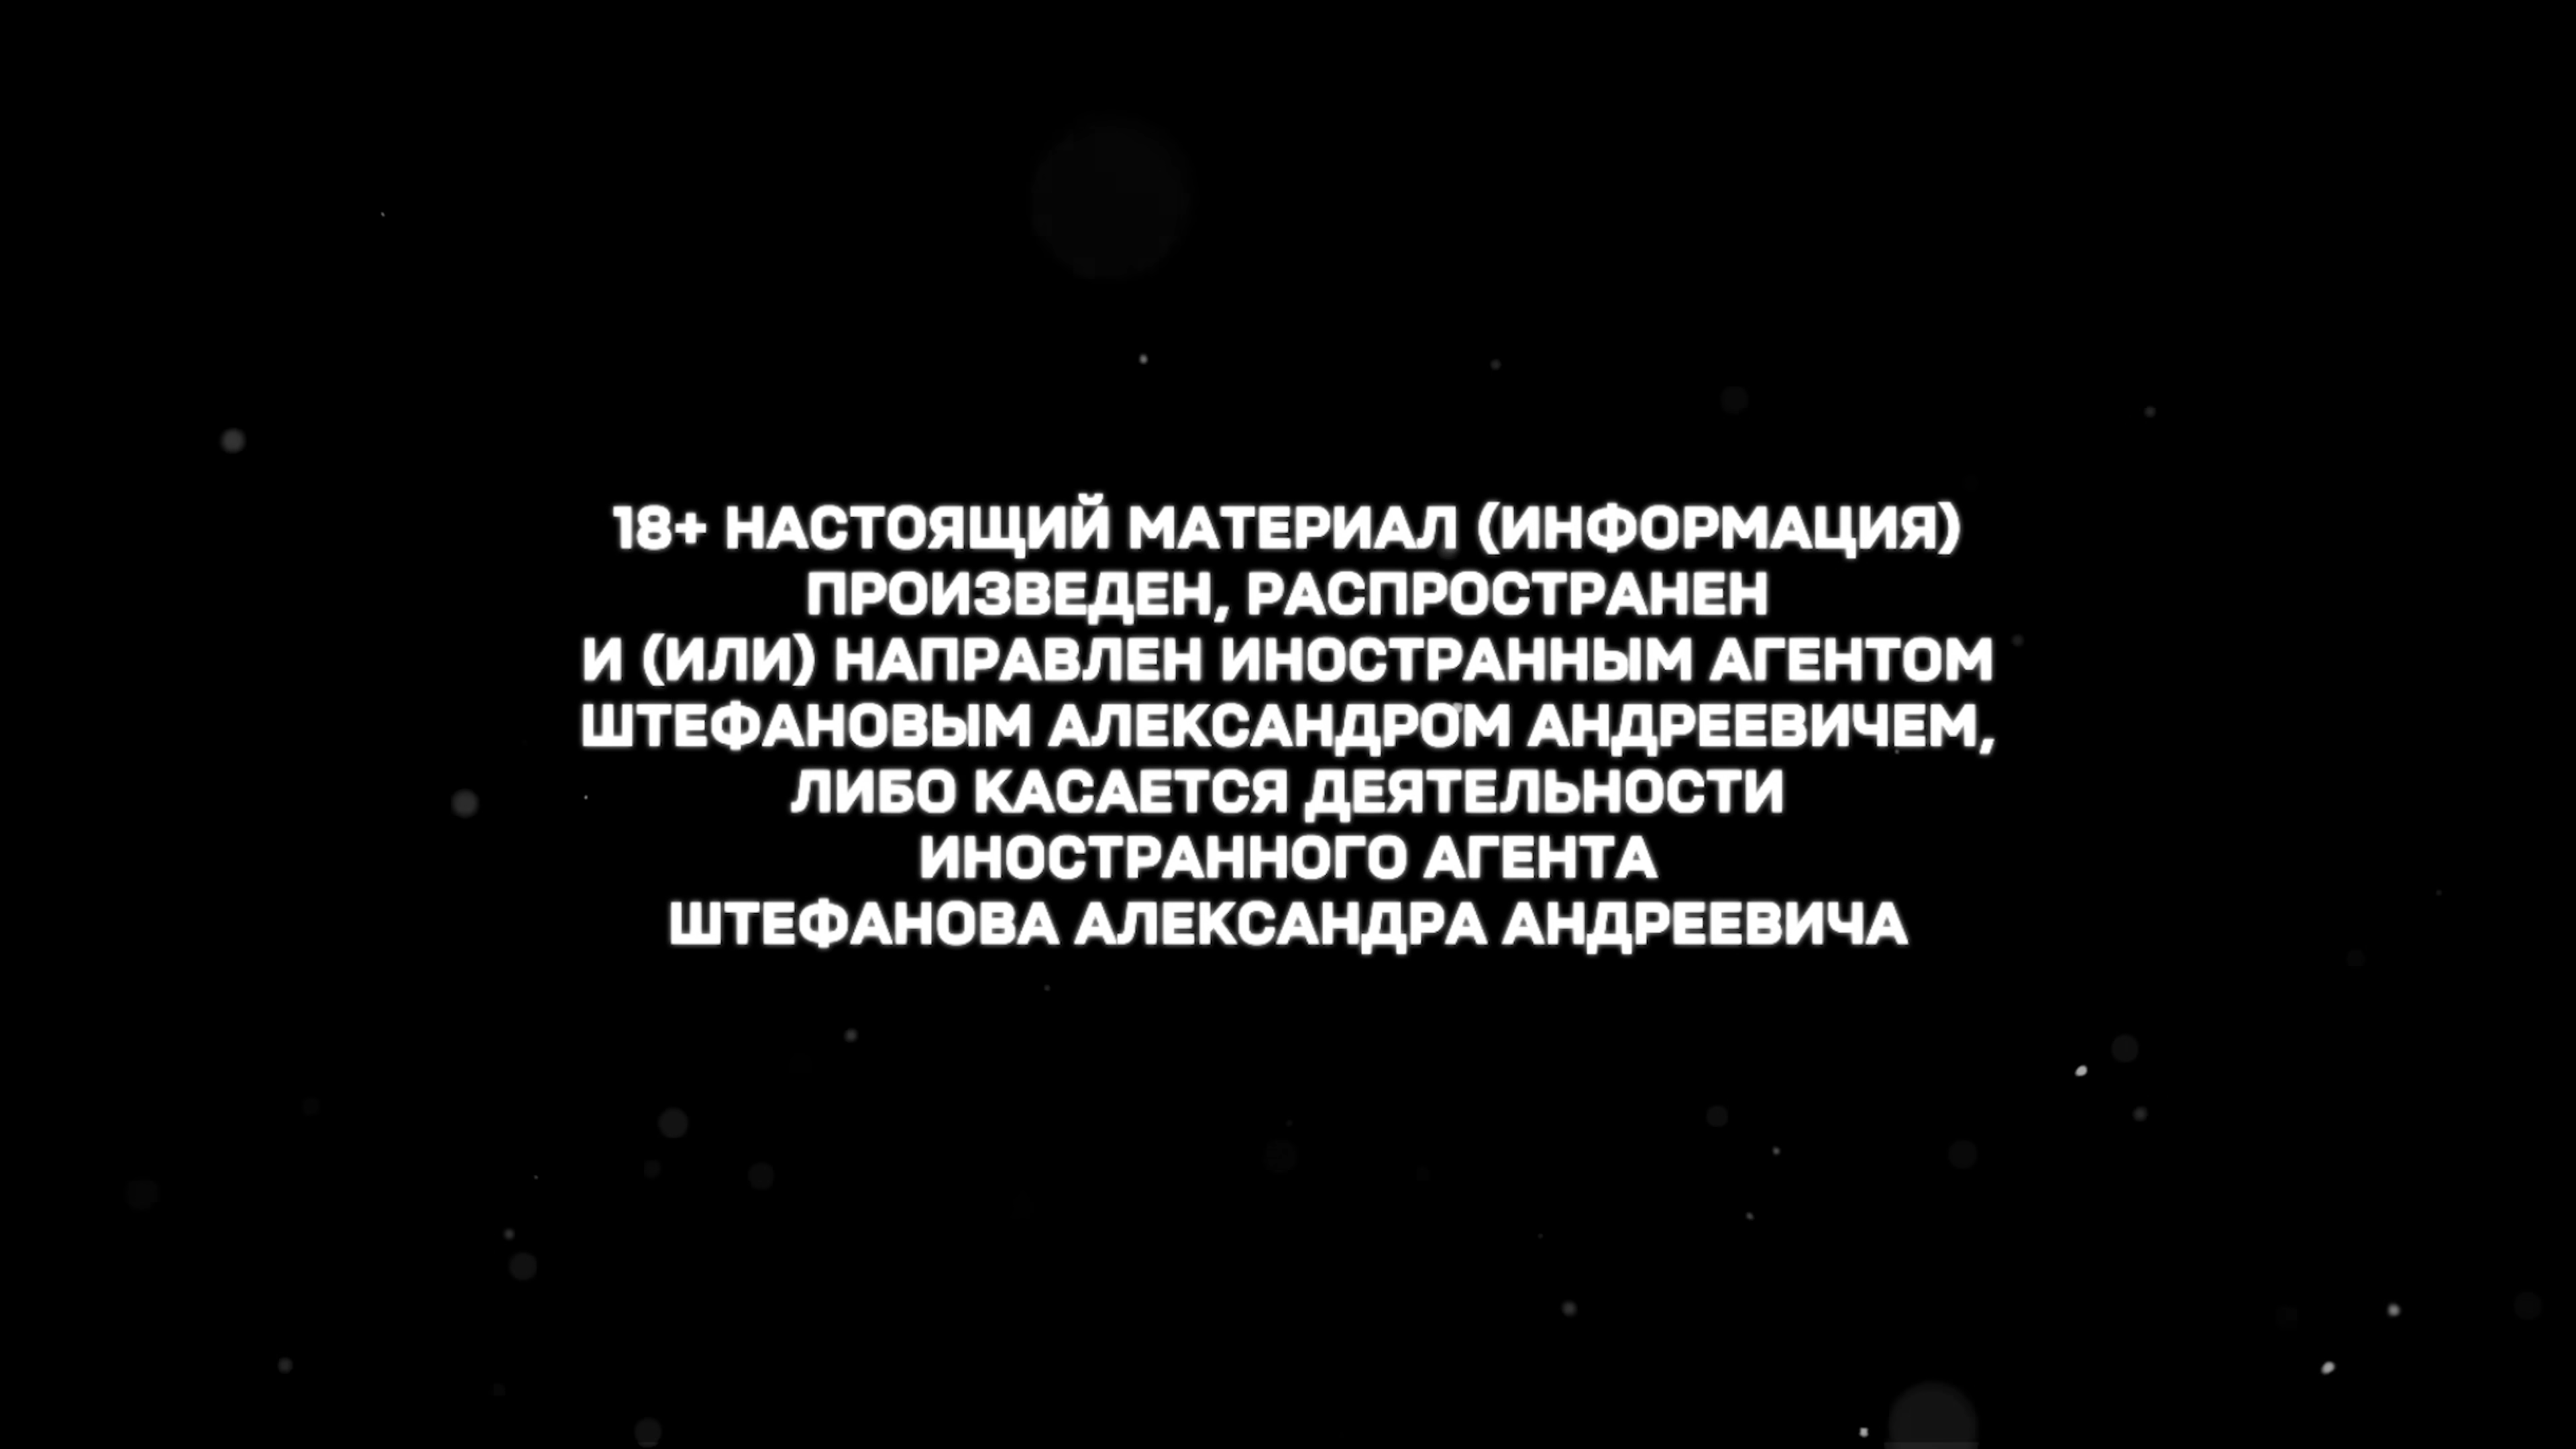 18+ НАСТОЯЩИЙ МАТЕРИАЛ (ИНФОРМАЦИЯ)
ПРОИЗВЕДЕН, РАСПРОСТРАНЕН
И (ИЛИ) НАПРАВЛЕН ИНОСТРАННЫМ АГЕНТОМ
ШТЕФАНОВЫМ АЛЕКСАНДРОМ АНДРЕЕВИЧЕМ,
ЛИБО КАСАЕТСЯ ДЕЯТЕЛЬНОСТИ
ИНОСТРАННОГО АГЕНТА
ШТЕФАНОВА АЛЕКСАНДРА АНДРЕЕВИЧА